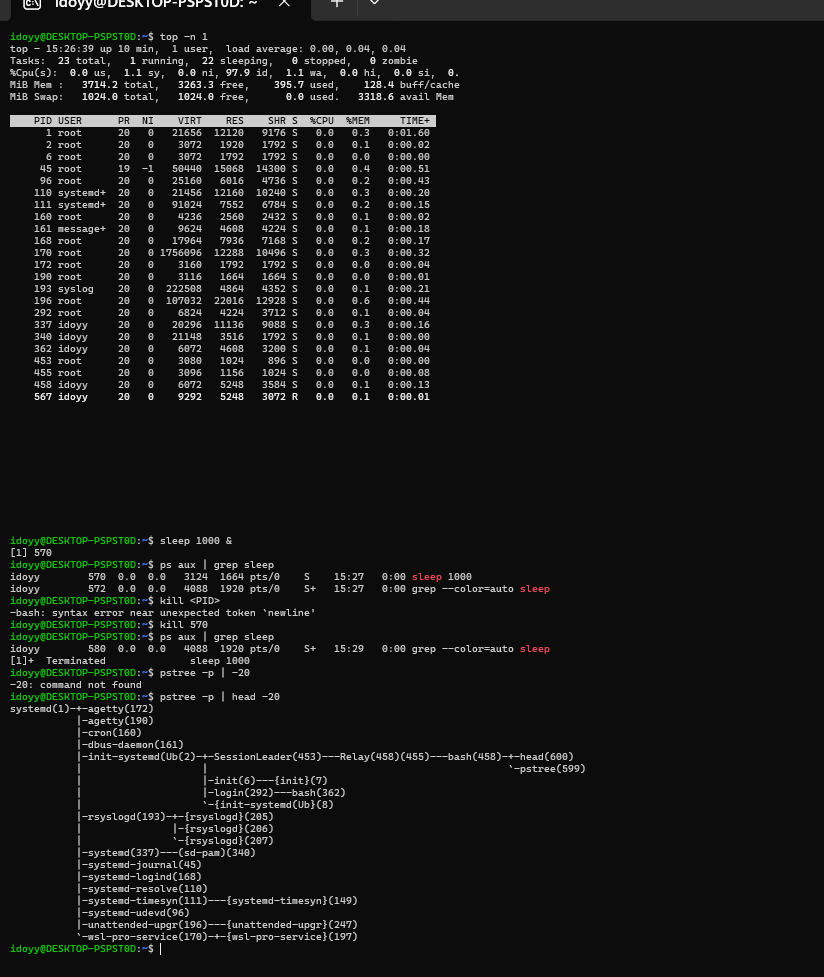 idoyy@DESKTOP-PSPST0D: ~
idoyy@DESKTOP-PSPST0D:~$ top -n 1
top - 15:26:39 up 10 min,  1 user,  load average: 0.00, 0.04, 0.04
Tasks:  23 total,   1 running,  22 sleeping,   0 stopped,   0 zombie
%Cpu(s):  0.0 us,  1.1 sy,  0.0 ni, 97.9 id,  1.1 wa,  0.0 hi,  0.0 si,  0.
MiB Mem :   3714.2 total,   3263.3 free,    395.7 used,    128.4 buff/cache
MiB Swap:   1024.0 total,   1024.0 free,      0.0 used.   3318.6 avail Mem
PID USER      PR  NI    VIRT    RES    SHR S  %CPU  %MEM     TIME+
1 root      20   0   21656  12120   9176 S   0.0   0.3   0:01.60
2 root      20   0    3072   1920   1792 S   0.0   0.1   0:00.02
6 root      20   0    3072   1792   1792 S   0.0   0.0   0:00.00
45 root      19  -1   50440  15068  14300 S   0.0   0.4   0:00.51
96 root      20   0   25160   6016   4736 S   0.0   0.2   0:00.43
110 systemd+  20   0   21456  12160  10240 S   0.0   0.3   0:00.20
111 systemd+  20   0   91024   7552   6784 S   0.0   0.2   0:00.15
160 root      20   0    4236   2560   2432 S   0.0   0.1   0:00.02
161 message+  20   0    9624   4608   4224 S   0.0   0.1   0:00.18
168 root      20   0   17964   7936   7168 S   0.0   0.2   0:00.17
170 root      20   0 1756096  12288  10496 S   0.0   0.3   0:00.32
172 root      20   0    3160   1792   1792 S   0.0   0.0   0:00.04
190 root      20   0    3116   1664   1664 S   0.0   0.0   0:00.01
193 syslog    20   0  222508   4864   4352 S   0.0   0.1   0:00.21
196 root      20   0  107032  22016  12928 S   0.0   0.6   0:00.44
292 root      20   0    6824   4224   3712 S   0.0   0.1   0:00.04
337 idoyy     20   0   20296  11136   9088 S   0.0   0.3   0:00.16
340 idoyy     20   0   21148   3516   1792 S   0.0   0.1   0:00.00
362 idoyy     20   0    6072   4608   3200 S   0.0   0.1   0:00.04
453 root      20   0    3080   1024    896 S   0.0   0.0   0:00.00
455 root      20   0    3096   1156   1024 S   0.0   0.0   0:00.08
458 idoyy     20   0    6072   5248   3584 S   0.0   0.1   0:00.13
567 idoyy     20   0    9292   5248   3072 R   0.0   0.1   0:00.01
idoyy@DESKTOP-PSPST0D:~$ sleep 1000 &
[1] 570
idoyy@DESKTOP-PSPST0D:~$ ps aux | grep sleep
idoyy        570  0.0  0.0   3124  1664 pts/0    S    15:27   0:00 sleep 1000
idoyy        572  0.0  0.0   4088  1920 pts/0    S+   15:27   0:00 grep --color=auto sleep
idoyy@DESKTOP-PSPST0D:~$ kill <PID>
-bash: syntax error near unexpected token `newline'
idoyy@DESKTOP-PSPST0D:~$ kill 570
idoyy@DESKTOP-PSPST0D:~$ ps aux | grep sleep
idoyy        580  0.0  0.0   4088  1920 pts/0    S+   15:29   0:00 grep --color=auto sleep
[1]+  Terminated              sleep 1000
idoyy@DESKTOP-PSPST0D:~$ pstree -p | -20
-20: command not found
idoyy@DESKTOP-PSPST0D:~$ pstree -p | head -20
systemd(1)-+-agetty(172)
|-agetty(190)
|-cron(160)
|-dbus-daemon(161)
|-init-systemd(Ub(2)-+-SessionLeader(453)---Relay(458)(455)---bash(458)-+-head(600)
|                    |                                                  `-pstree(599)
|                    |-init(6)---{init}(7)
|                    |-login(292)---bash(362)
|                    `-{init-systemd(Ub}(8)
|-rsyslogd(193)-+-{rsyslogd}(205)
|               |-{rsyslogd}(206)
|               `-{rsyslogd}(207)
|-systemd(337)---(sd-pam)(340)
|-systemd-journal(45)
|-systemd-logind(168)
|-systemd-resolve(110)
|-systemd-timesyn(111)---{systemd-timesyn}(149)
|-systemd-udevd(96)
|-unattended-upgr(196)---{unattended-upgr}(247)
`-wsl-pro-service(170)-+-{wsl-pro-service}(197)
idoyy@DESKTOP-PSPST0D:~$